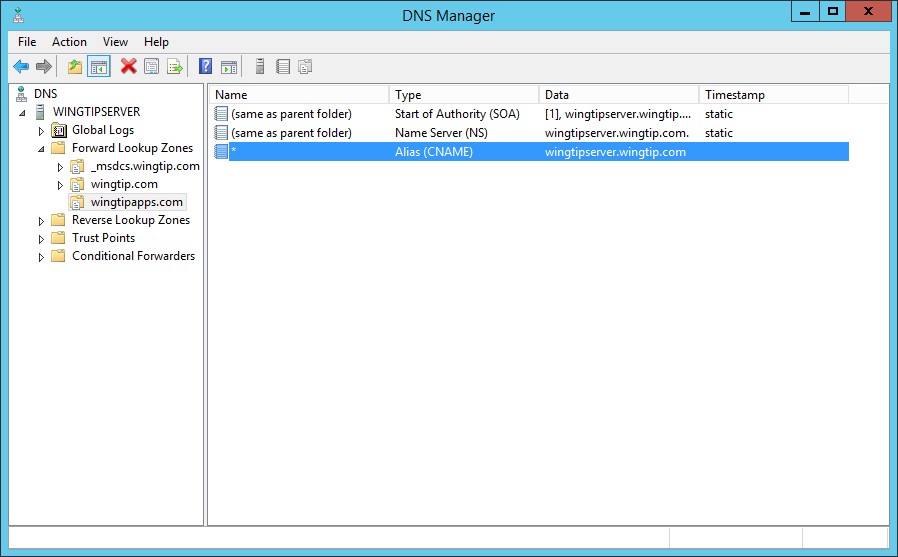 DNS Manager
File Action View Help
DNS
WINGTIPSERVER
Global Logs
Forward Lookup Zones
_msdcs.wingtip.com
wingtip.com
wingtipapps.com
Reverse Lookup Zones
Trust Points
Conditional Forwarders
Name Type Data Timestamp
(same as parent folder) Start of Authority (SOA) [1], wingtipserver.wingtip.... static
(same as parent folder) Name Server (NS) wingtipserver.wingtip.com. static
* Alias (CNAME) wingtipserver.wingtip.com